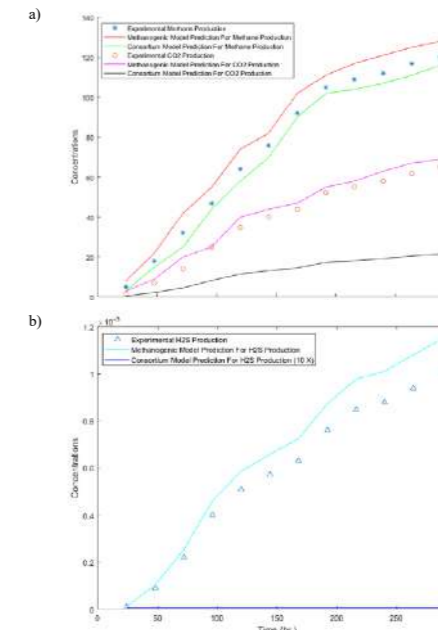 a)
140
Experimental Methane Production
Methanogenic Model Prediction For Methane Production
Consortium Model Prediction For Methane Production
Experimental CO2 Production
Methanogenic Model Prediction For CO2 Production
Consortium Model Prediction For CO2 Production
120
100
80
60
40
20
0
Concentrations
b)
1.2
Experimental H2S Production
Methanogenic Model Prediction For H2S Production
Consortium Model Prediction For H2S Production (10 X)
1
0.8
0.6
0.4
0.2
0
Concentrations
0 50 100 150 200 250
Time (hr.)